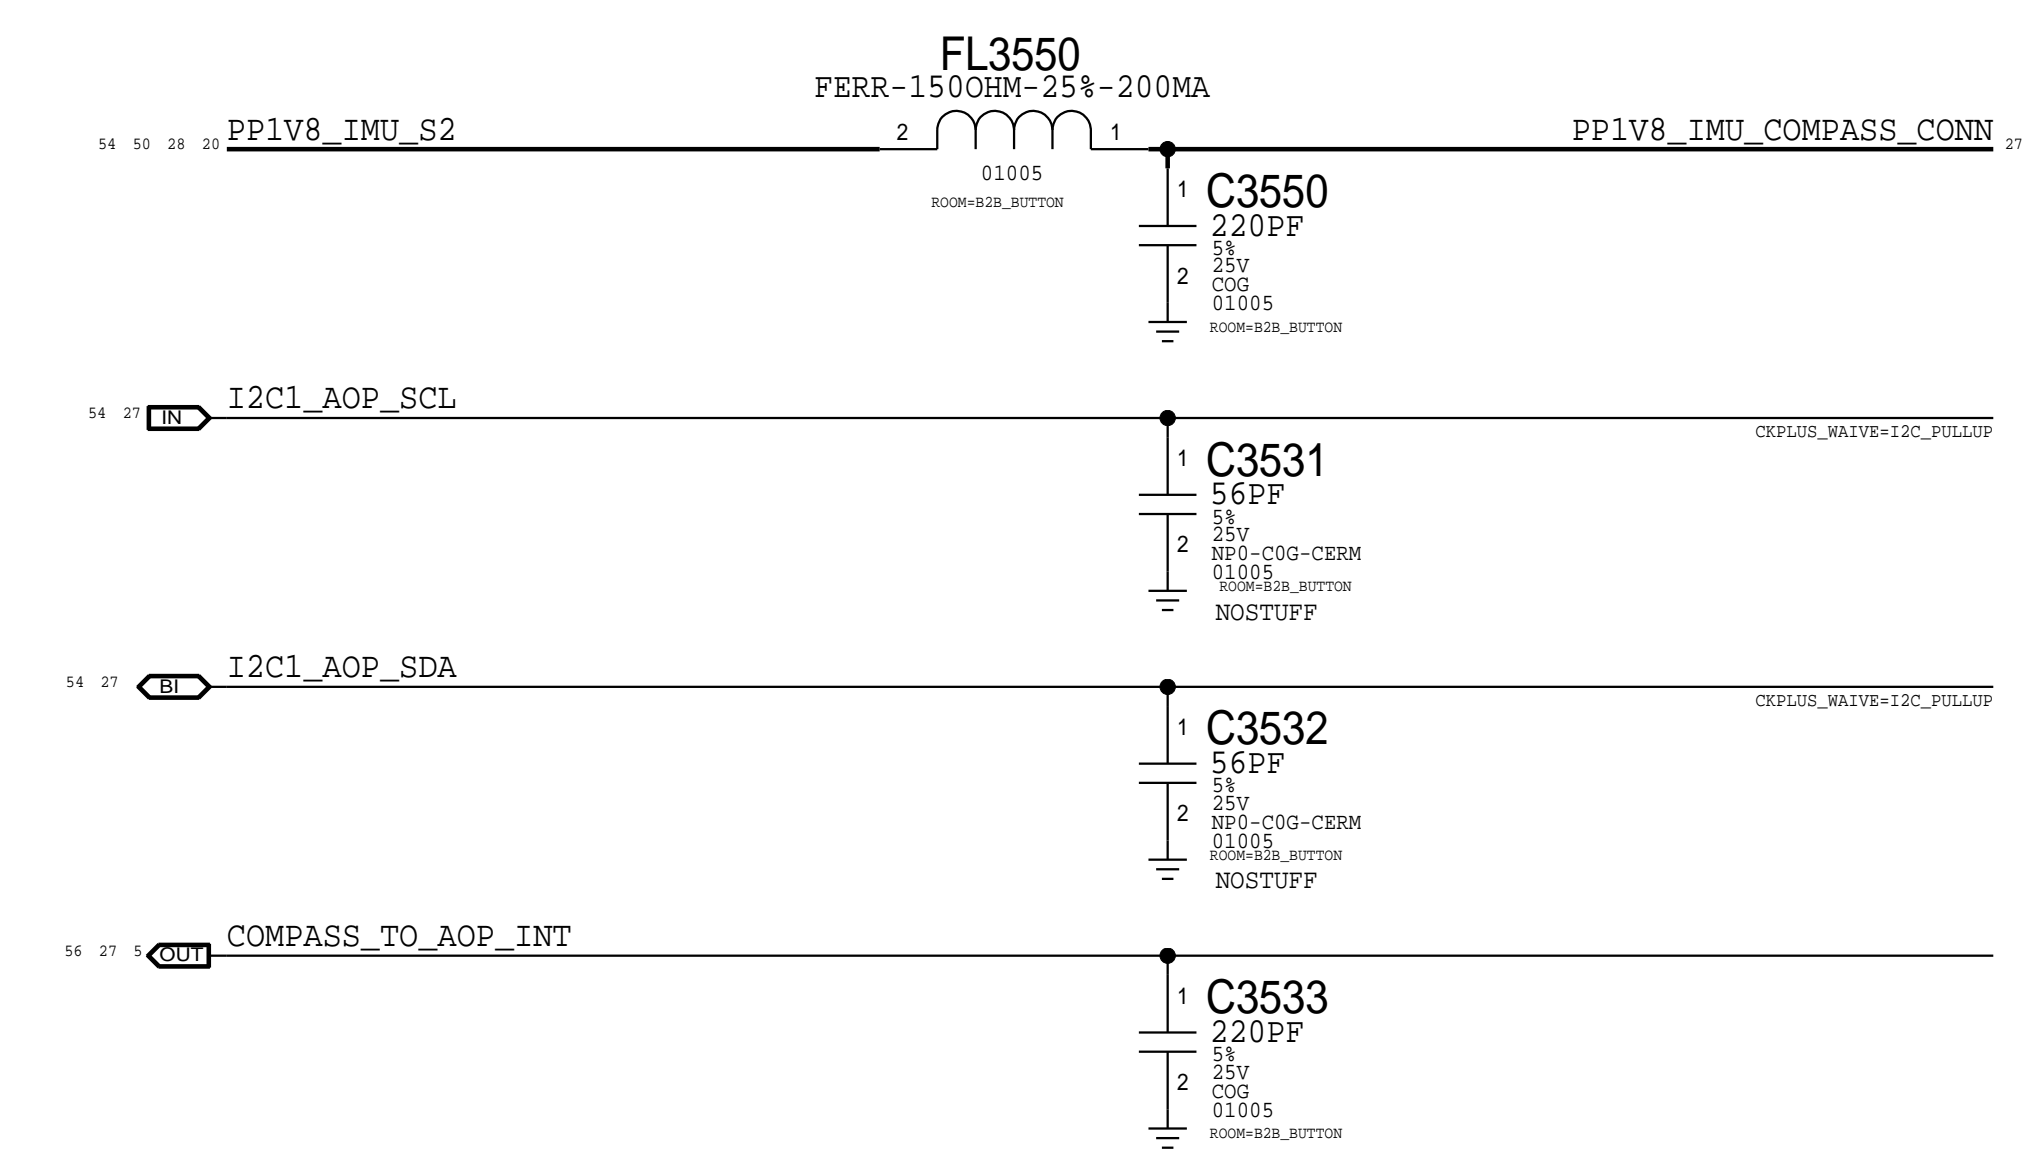 FL3550
FERR-150OHM-25%-200MA
54 50 28 20 PP1V8_IMU_S2 2 1 PP1V8_IMU_COMPASS_CONN 27
01005
ROOM=B2B_BUTTON
1 C3550
220PF
5%
25V
2 COG
01005
ROOM=B2B_BUTTON
54 27 IN I2C1_AOP_SCL
CKPLUS_WAIVE=I2C_PULLUP
1 C3531
56PF
5%
25V
2 NP0-C0G-CERM
01005
ROOM=B2B_BUTTON
NOSTUFF
54 27 BI I2C1_AOP_SDA
CKPLUS_WAIVE=I2C_PULLUP
1 C3532
56PF
5%
25V
2 NP0-C0G-CERM
01005
ROOM=B2B_BUTTON
NOSTUFF
56 27 5 OUT COMPASS_TO_AOP_INT
1 C3533
220PF
5%
25V
2 COG
01005
ROOM=B2B_BUTTON